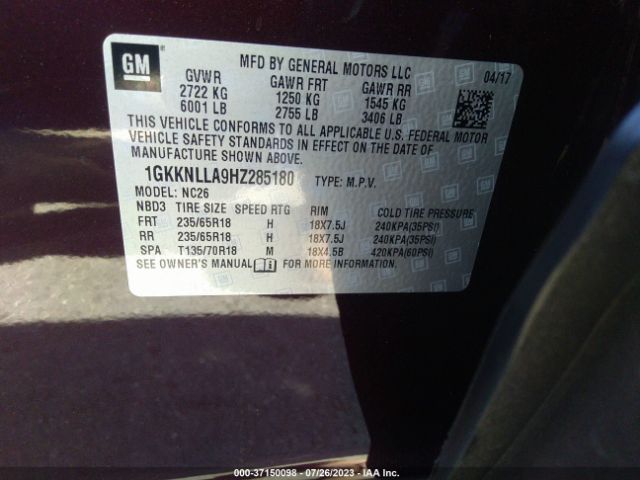 GM
MFD BY GENERAL MOTORS LLC
04/17
GVWR GAWR FRT GAWR RR
2722 KG 1250 KG 1545 KG
6001 LB 2755 LB 3406 LB
THIS VEHICLE CONFORMS TO ALL APPLICABLE U.S. FEDERAL MOTOR
VEHICLE SAFETY STANDARDS IN EFFECT ON THE DATE OF
MANUFACTURE SHOWN ABOVE.
1GKKNLLA9HZ285180 TYPE: M.P.V.
MODEL: NC26
NBD3 TIRE SIZE SPEED RTG RIM COLD TIRE PRESSURE
FRT 235/65R18 H 18X7.5J 240KPA(35PSI)
RR 235/65R18 H 18X7.5J 240KPA(35PSI)
SPA T135/70R18 M 18X4.5B 420KPA(60PSI)
SEE OWNER'S MANUAL FOR MORE INFORMATION.
000-37150098 - 07/26/2023 - IAA Inc.